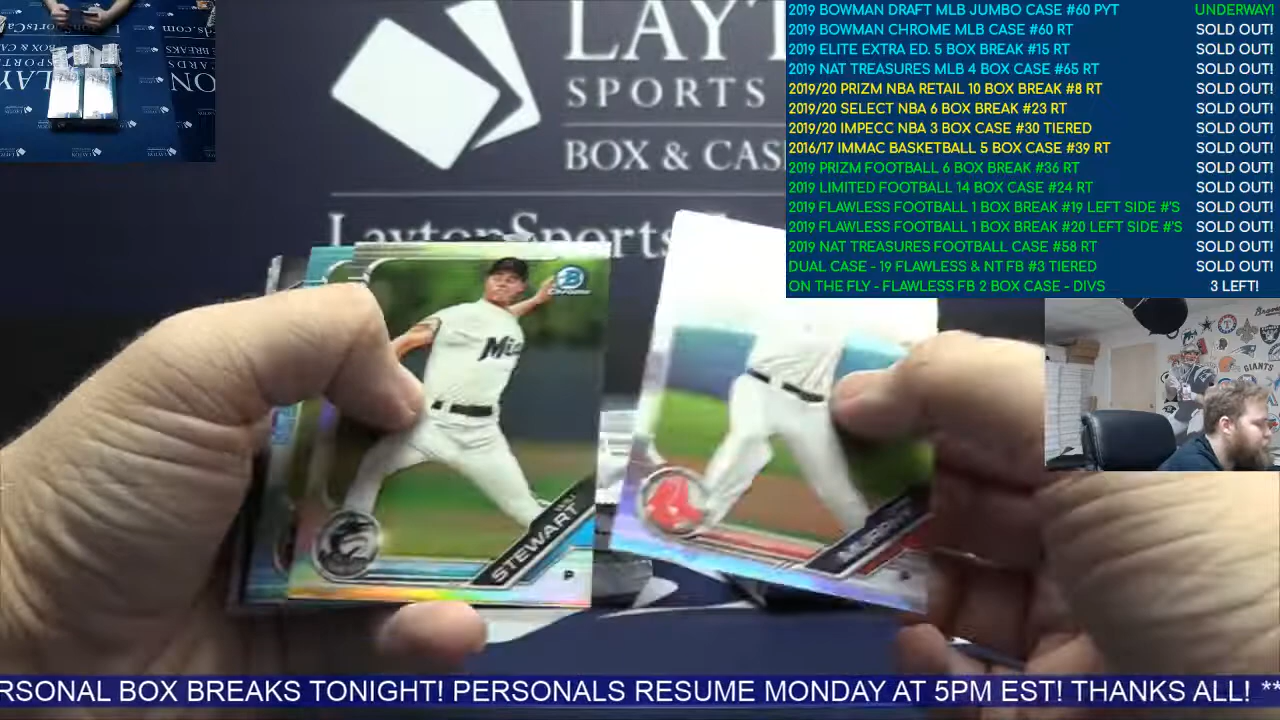 LAYT
SPORTS
BOX & CAS
LaytonSports
2019 BOWMAN DRAFT MLB JUMBO CASE #60 PYT UNDERWAY!
2019 BOWMAN CHROME MLB CASE #60 RT SOLD OUT!
2019 ELITE EXTRA ED. 5 BOX BREAK #15 RT SOLD OUT!
2019 NAT TREASURES MLB 4 BOX CASE #65 RT SOLD OUT!
2019/20 PRIZM NBA RETAIL 10 BOX BREAK #8 RT SOLD OUT!
2019/20 SELECT NBA 6 BOX BREAK #23 RT SOLD OUT!
2019/20 IMPECC NBA 3 BOX CASE #30 TIERED SOLD OUT!
2016/17 IMMAC BASKETBALL 5 BOX CASE #39 RT SOLD OUT!
2019 PRIZM FOOTBALL 6 BOX BREAK #36 RT SOLD OUT!
2019 LIMITED FOOTBALL 14 BOX CASE #24 RT SOLD OUT!
2019 FLAWLESS FOOTBALL 1 BOX BREAK #19 LEFT SIDE #'S SOLD OUT!
2019 FLAWLESS FOOTBALL 1 BOX BREAK #20 LEFT SIDE #'S SOLD OUT!
2019 NAT TREASURES FOOTBALL CASE #58 RT SOLD OUT!
DUAL CASE - 19 FLAWLESS & NT FB #3 TIERED SOLD OUT!
ON THE FLY - FLAWLESS FB 2 BOX CASE - DIVS 3 LEFT!
B
Chrome
Mia
WILL
STEWART
P
MURPHY
P
GIANTS
RSONAL BOX BREAKS TONIGHT! PERSONALS RESUME MONDAY AT 5PM EST! THANKS ALL! **